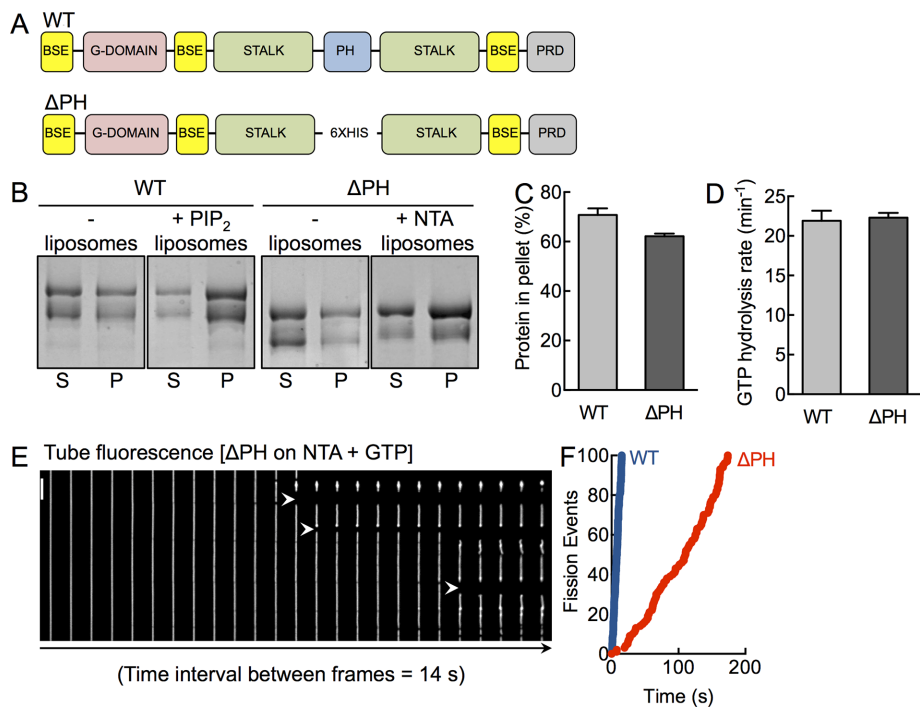 A
WT
BSE G-DOMAIN BSE STALK PH STALK BSE PRD
ΔPH
BSE G-DOMAIN BSE STALK 6XHIS STALK BSE PRD
B
WT ΔPH
- + PIP2 - + NTA
liposomes liposomes liposomes liposomes
S P S P S P S P
C
Protein in pellet (%)
80
60
40
20
0
WT ΔPH
D
GTP hydrolysis rate (min-1)
25
20
15
10
5
0
WT ΔPH
E Tube fluorescence [ΔPH on NTA + GTP]
(Time interval between frames = 14 s)
F
Fission Events
100
80
60
40
20
0
WT ΔPH
0 100 200
Time (s)